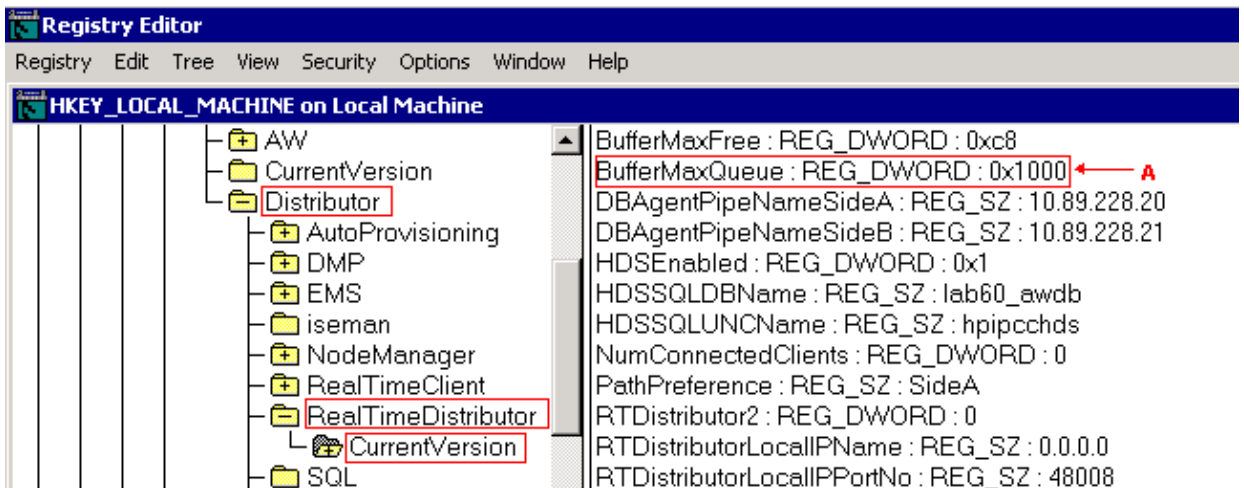 Registry Editor
Registry Edit Tree View Security Options Window Help
HKEY_LOCAL_MACHINE on Local Machine
AW
CurrentVersion
Distributor
AutoProvisioning
DMP
EMS
iseman
NodeManager
RealTimeClient
RealTimeDistributor
CurrentVersion
SQL
BufferMaxFree : REG_DWORD : 0xc8
BufferMaxQueue : REG_DWORD : 0x1000 A
DBAgentPipeNameSideA : REG_SZ : 10.89.228.20
DBAgentPipeNameSideB : REG_SZ : 10.89.228.21
HDSEnabled : REG_DWORD : 0x1
HDSSQLDBName : REG_SZ : lab60_awdb
HDSSQLUNCName : REG_SZ : hpipcchds
NumConnectedClients : REG_DWORD : 0
PathPreference : REG_SZ : SideA
RTDistributor2 : REG_DWORD : 0
RTDistributorLocalIPName : REG_SZ : 0.0.0.0
RTDistributorLocalIPPortNo : REG_SZ : 48008